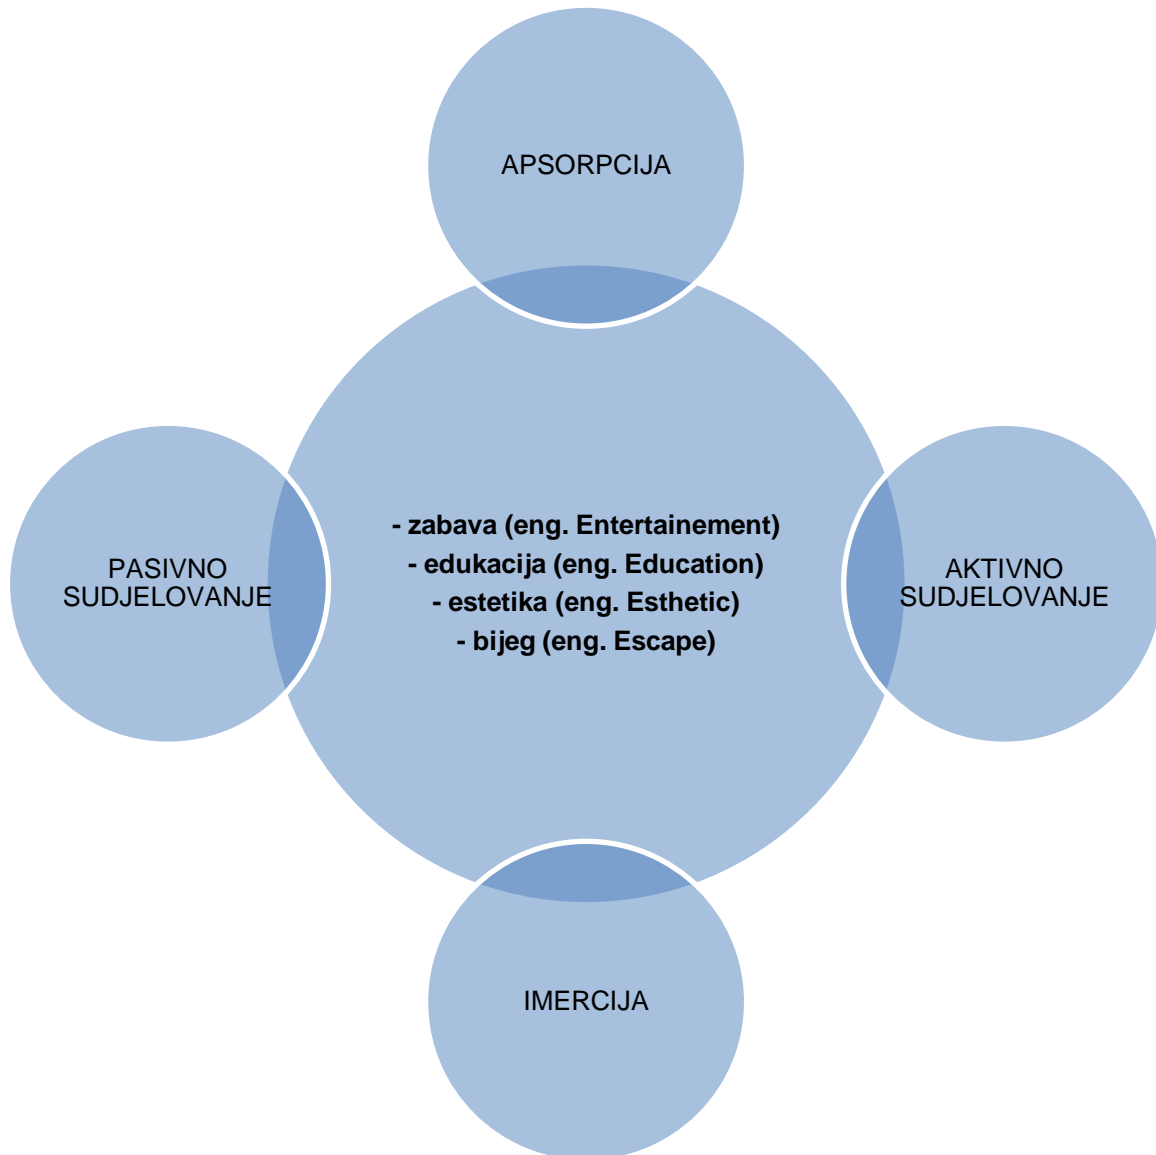 APSORPCIJA
- zabava (eng. Entertainement)
- edukacija (eng. Education)
- estetika (eng. Esthetic)
- bijeg (eng. Escape)
PASIVNO
SUDJELOVANJE
AKTIVNO
SUDJELOVANJE
IMERCIJA